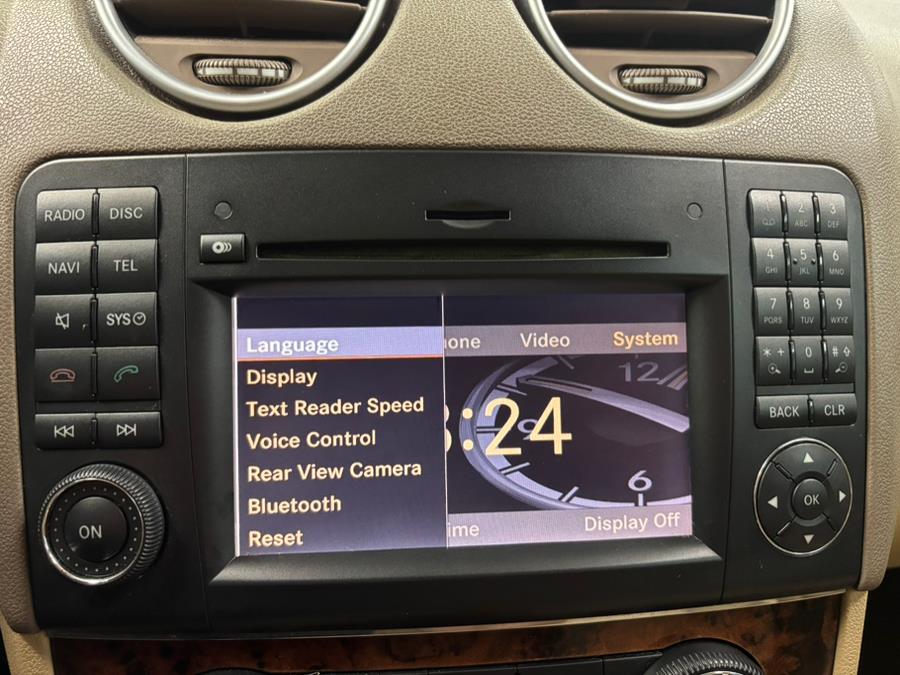 RADIO DISC
NAVI TEL
SYS
ON
Language
Display
Text Reader Speed
Voice Control
Rear View Camera
Bluetooth
Reset
one Video System
:24
12
9
6
ime Display Off
1 2 ABC 3 DEF
4 GHI 5 JKL 6 MNO
7 PQRS 8 TUV 9 WXYZ
* + 0 #
BACK CLR
OK